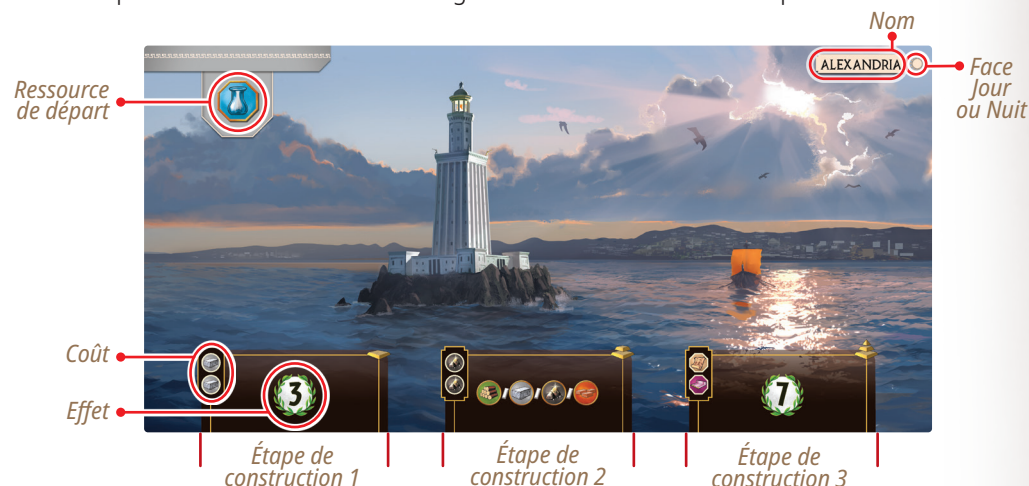 Nom
ALEXANDRIA
Face
Jour
ou Nuit
Ressource
de départ
Coût
Effet
3
7
Étape de
construction 1
Étape de
construction 2
Étape de
construction 3